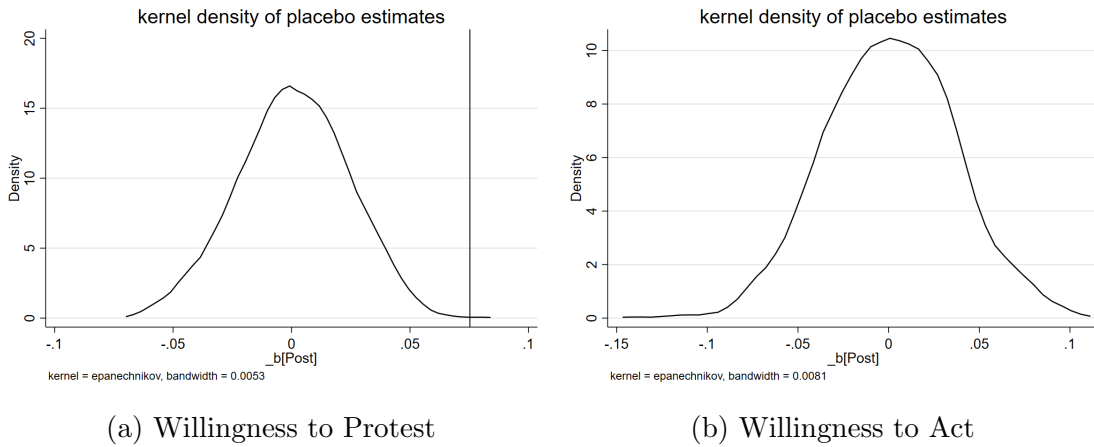 kernel density of placebo estimates
20
15
10
5
0
Density
-.1
-.05
0
.05
.1
_b[Post]
kernel = epanechnikov, bandwidth = 0.0053
(a) Willingness to Protest
kernel density of placebo estimates
10
8
6
4
2
0
Density
-.15
-.1
-.05
0
.05
.1
_b[Post]
kernel = epanechnikov, bandwidth = 0.0081
(b) Willingness to Act